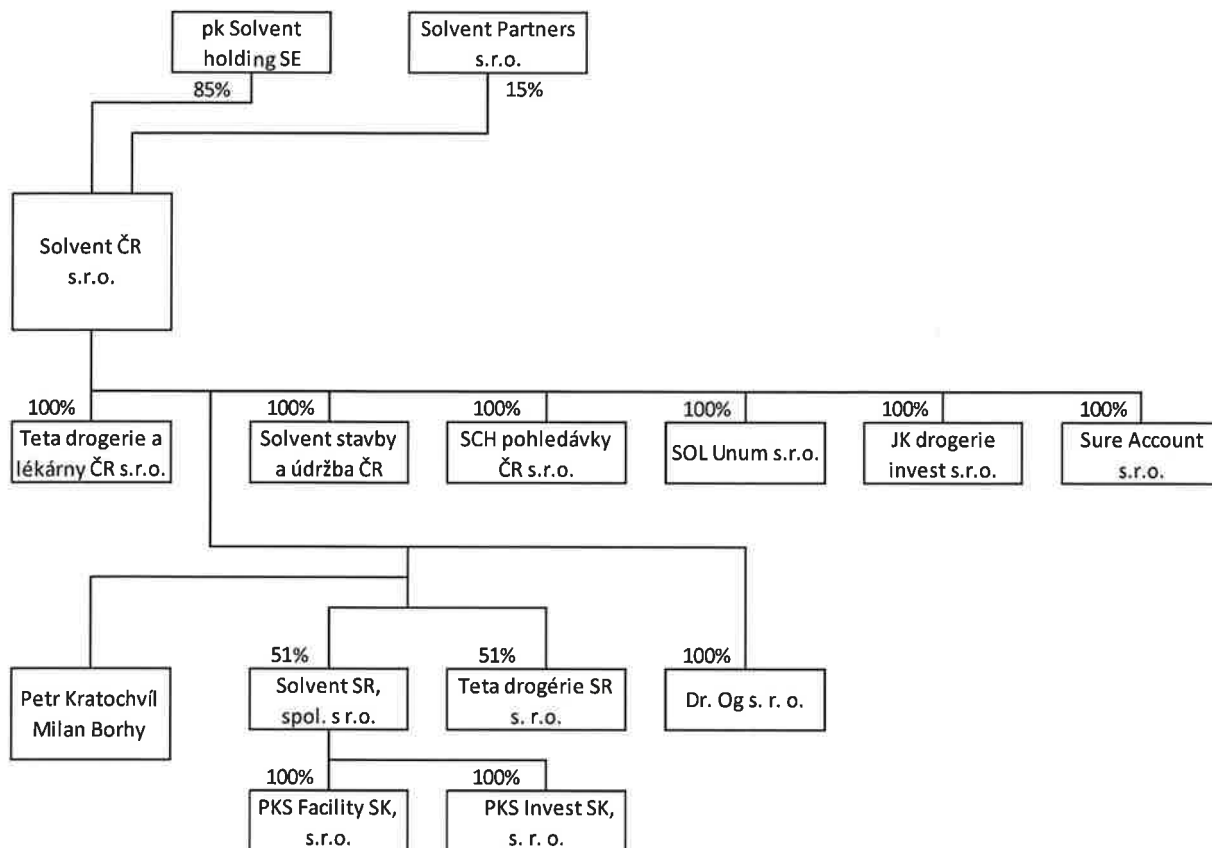 pk Solvent
holding SE
Solvent Partners
s.r.o.
85%
15%
Solvent ČR
s.r.o.
100%
100%
100%
100%
100%
100%
Teta drogerie a
lékárny ČR s.r.o.
Solvent stavby
a údržba ČR
SCH pohledávky
ČR s.r.o.
SOL Unum s.r.o.
JK drogerie
invest s.r.o.
Sure Account
s.r.o.
51%
51%
100%
Petr Kratochvíl
Milan Borhy
Solvent SR,
spol. s r.o.
Teta drogérie SR
s. r.o.
Dr. Og s. r. o.
100%
100%
PKS Facility SK,
s.r.o.
PKS Invest SK,
s. r. o.